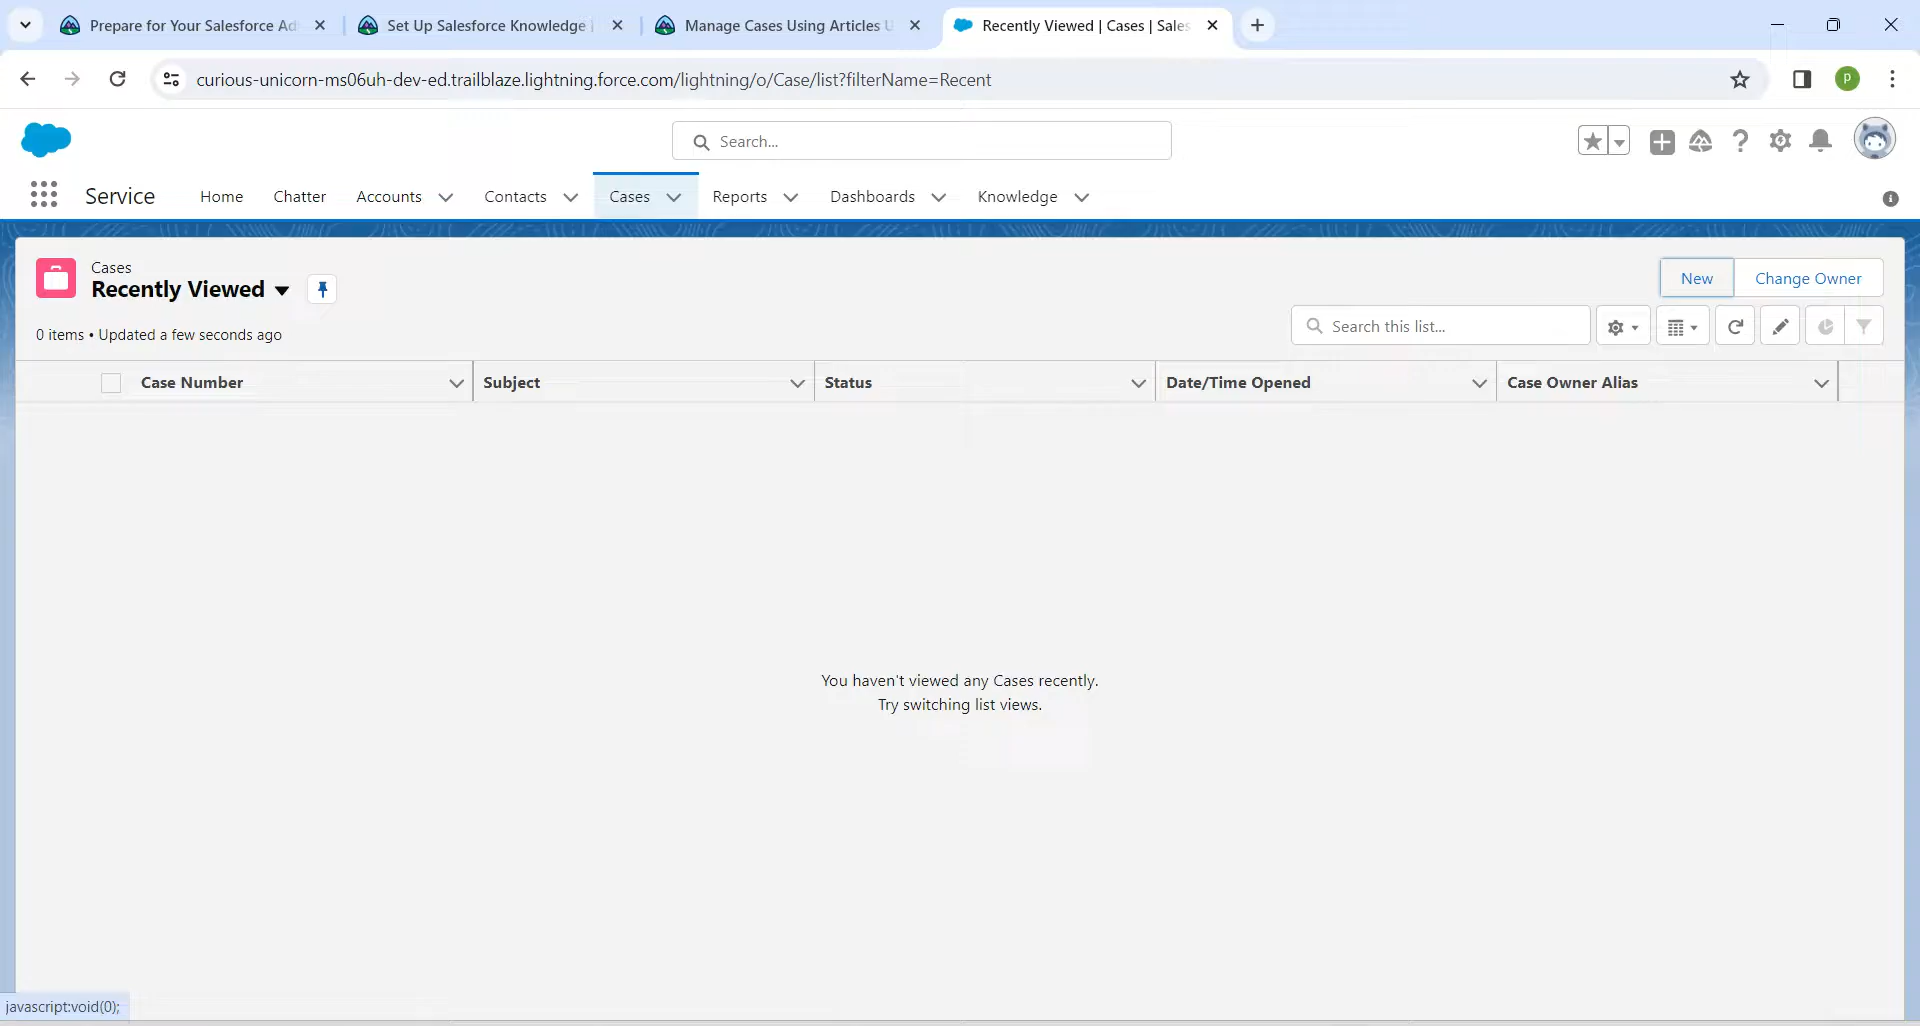 Prepare for Your Salesforce Ad
Set Up Salesforce Knowledge
Manage Cases Using Articles U
Recently Viewed | Cases | Sales
curious-unicorn-ms06uh-dev-ed.trailblaze.lightning.force.com/lightning/o/Case/list?filterName=Recent
P
Search...
Service
Home
Chatter
Accounts
Contacts
Cases
Reports
Dashboards
Knowledge
Cases
Recently Viewed
New
Change Owner
0 items • Updated a few seconds ago
Search this list...
Case Number
Subject
Status
Date/Time Opened
Case Owner Alias
You haven't viewed any Cases recently.
Try switching list views.
javascript:void(0);